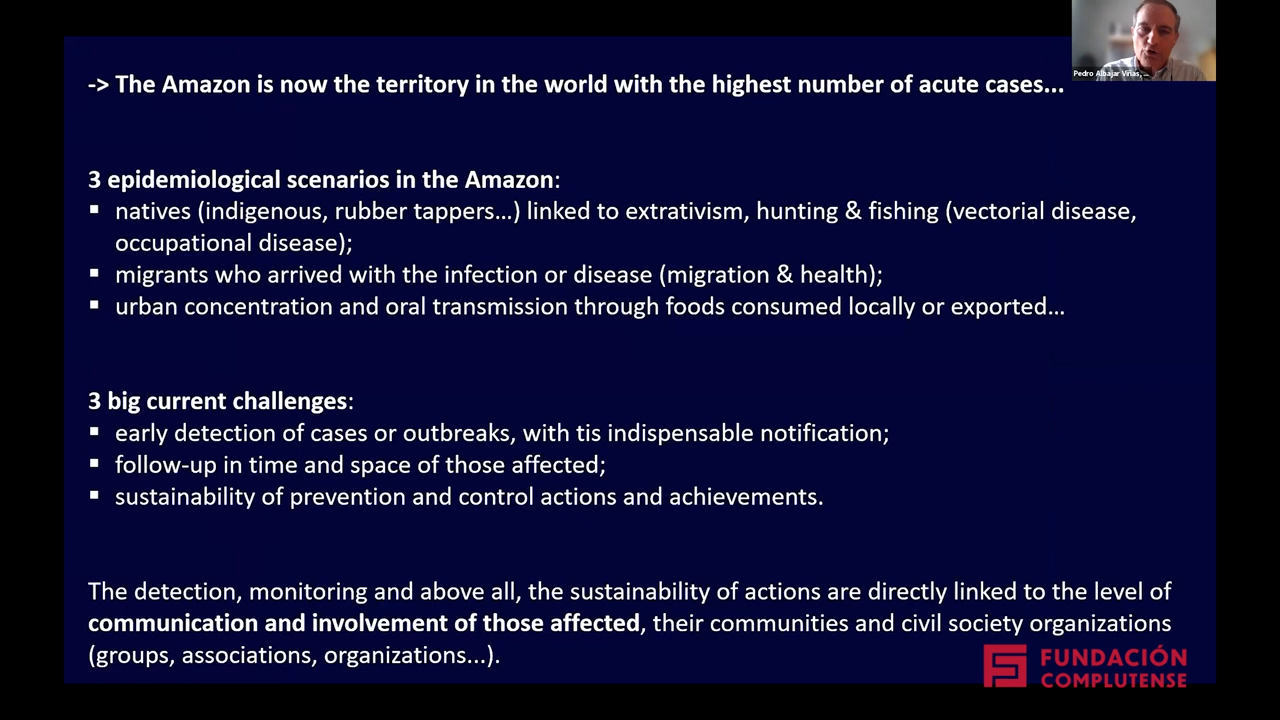 Pedro Albajar Viñas, ...
-> The Amazon is now the territory in the world with the highest number of acute cases...
3 epidemiological scenarios in the Amazon:
▪ natives (indigenous, rubber tappers...) linked to extrativism, hunting & fishing (vectorial disease,
occupational disease);
▪ migrants who arrived with the infection or disease (migration & health);
▪ urban concentration and oral transmission through foods consumed locally or exported...
3 big current challenges:
▪ early detection of cases or outbreaks, with tis indispensable notification;
▪ follow-up in time and space of those affected;
▪ sustainability of prevention and control actions and achievements.
The detection, monitoring and above all, the sustainability of actions are directly linked to the level of
communication and involvement of those affected, their communities and civil society organizations
(groups, associations, organizations...).
FUNDACIÓN
COMPLUTENSE